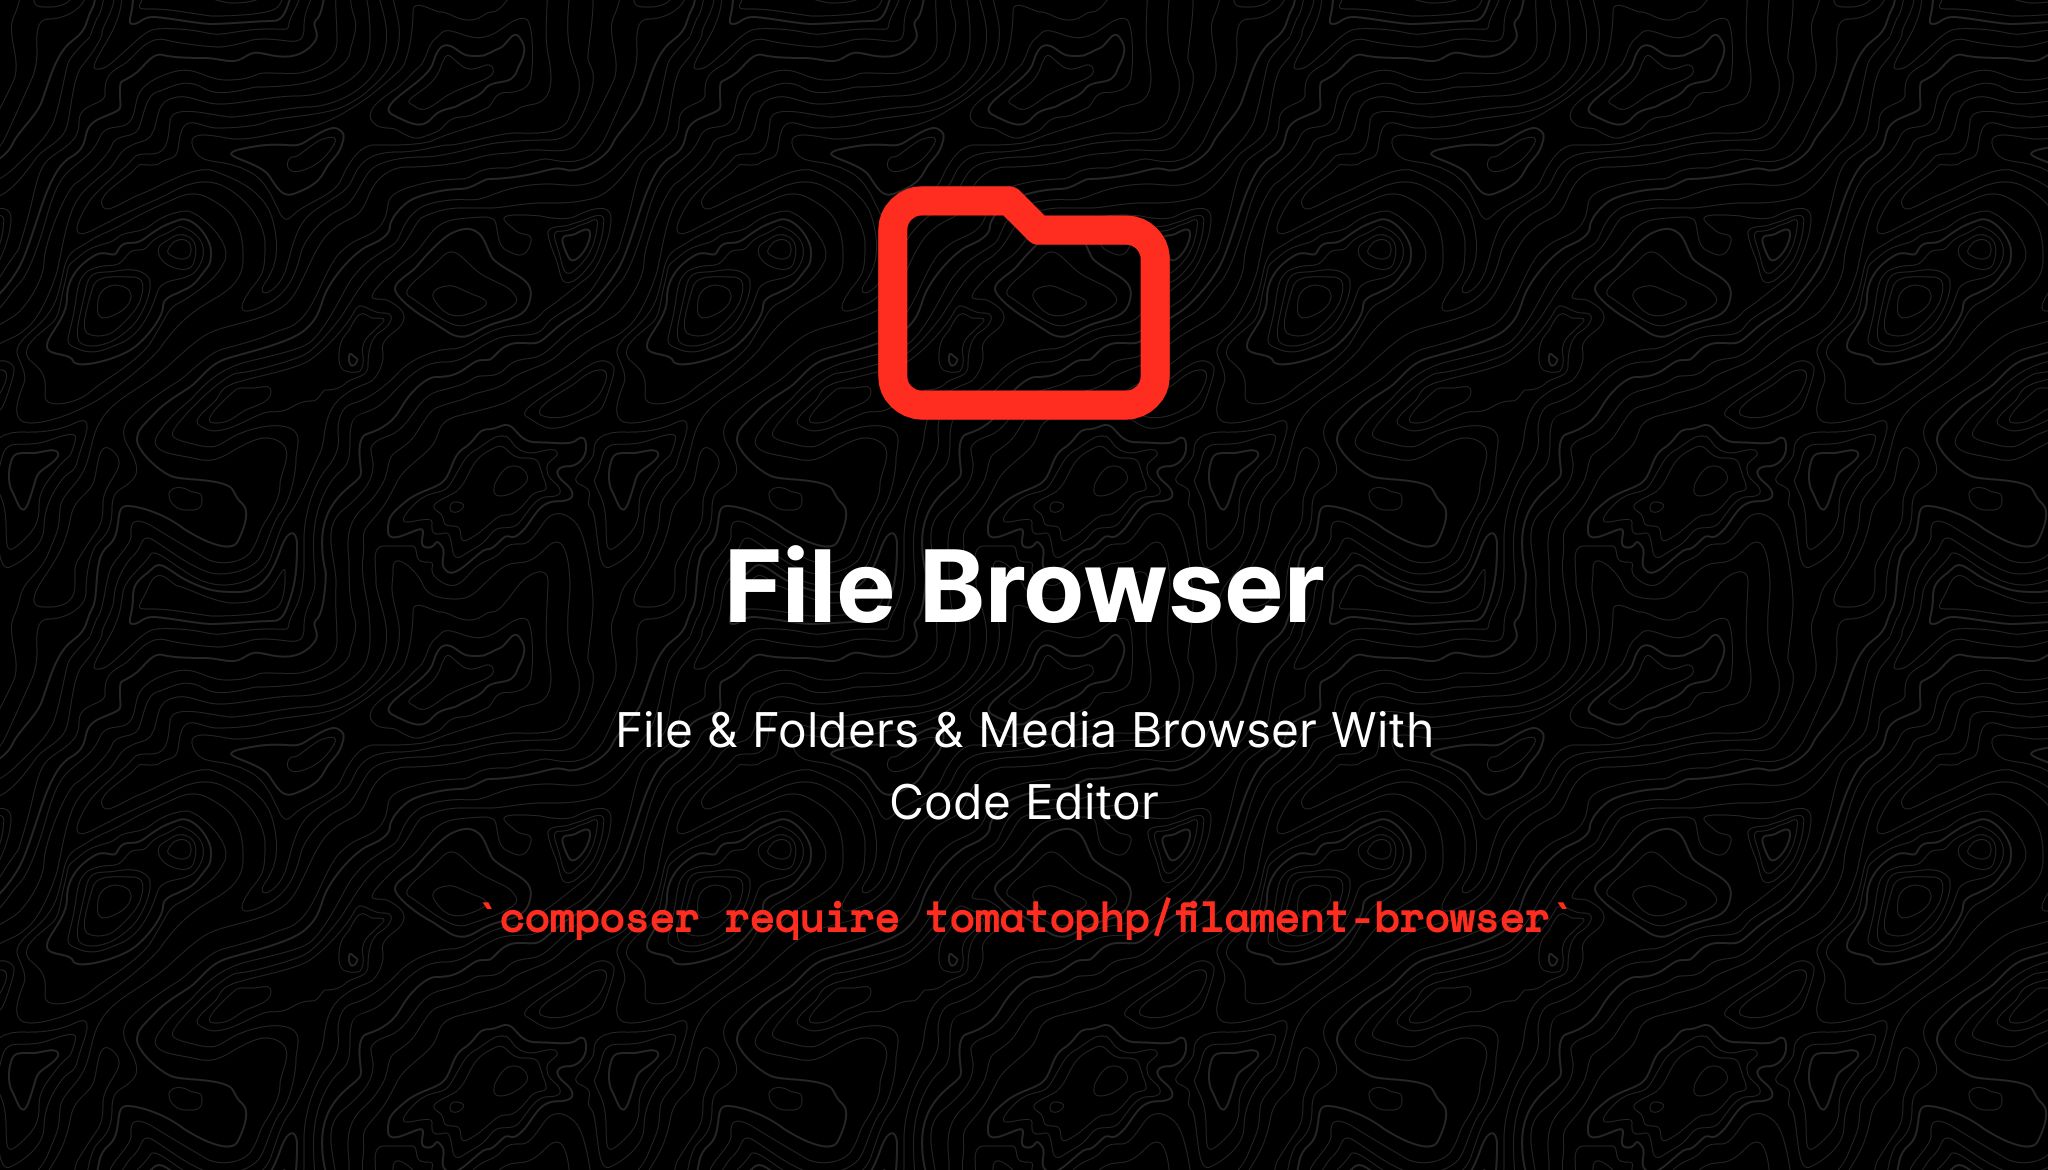 File Browser
File & Folders & Media Browser With
Code Editor
`composer require tomatophp/filament-browser`